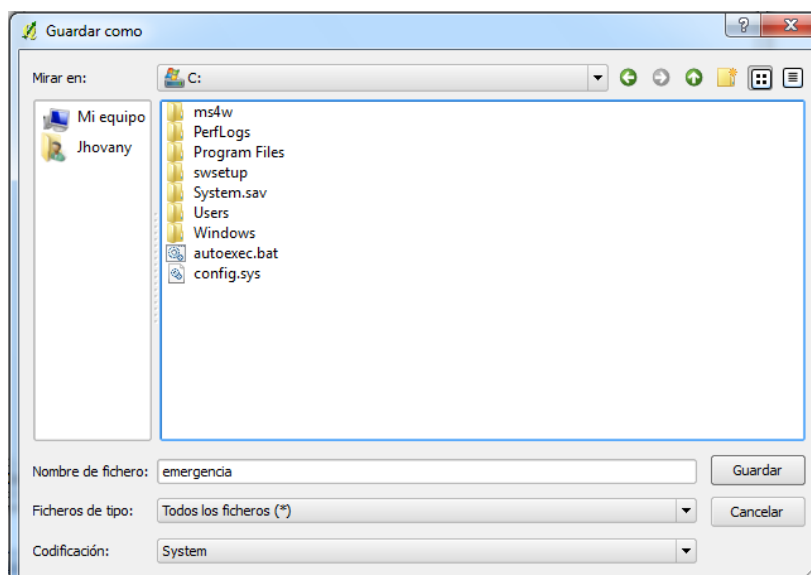 Guardar como
Mirar en:
C:
Mi equipo
Jhovany
ms4w
PerfLogs
Program Files
swsetup
System.sav
Users
Windows
autoexec.bat
config.sys
Nombre de fichero:
emergencia
Guardar
Ficheros de tipo:
Todos los ficheros (*)
Cancelar
Codificación:
System